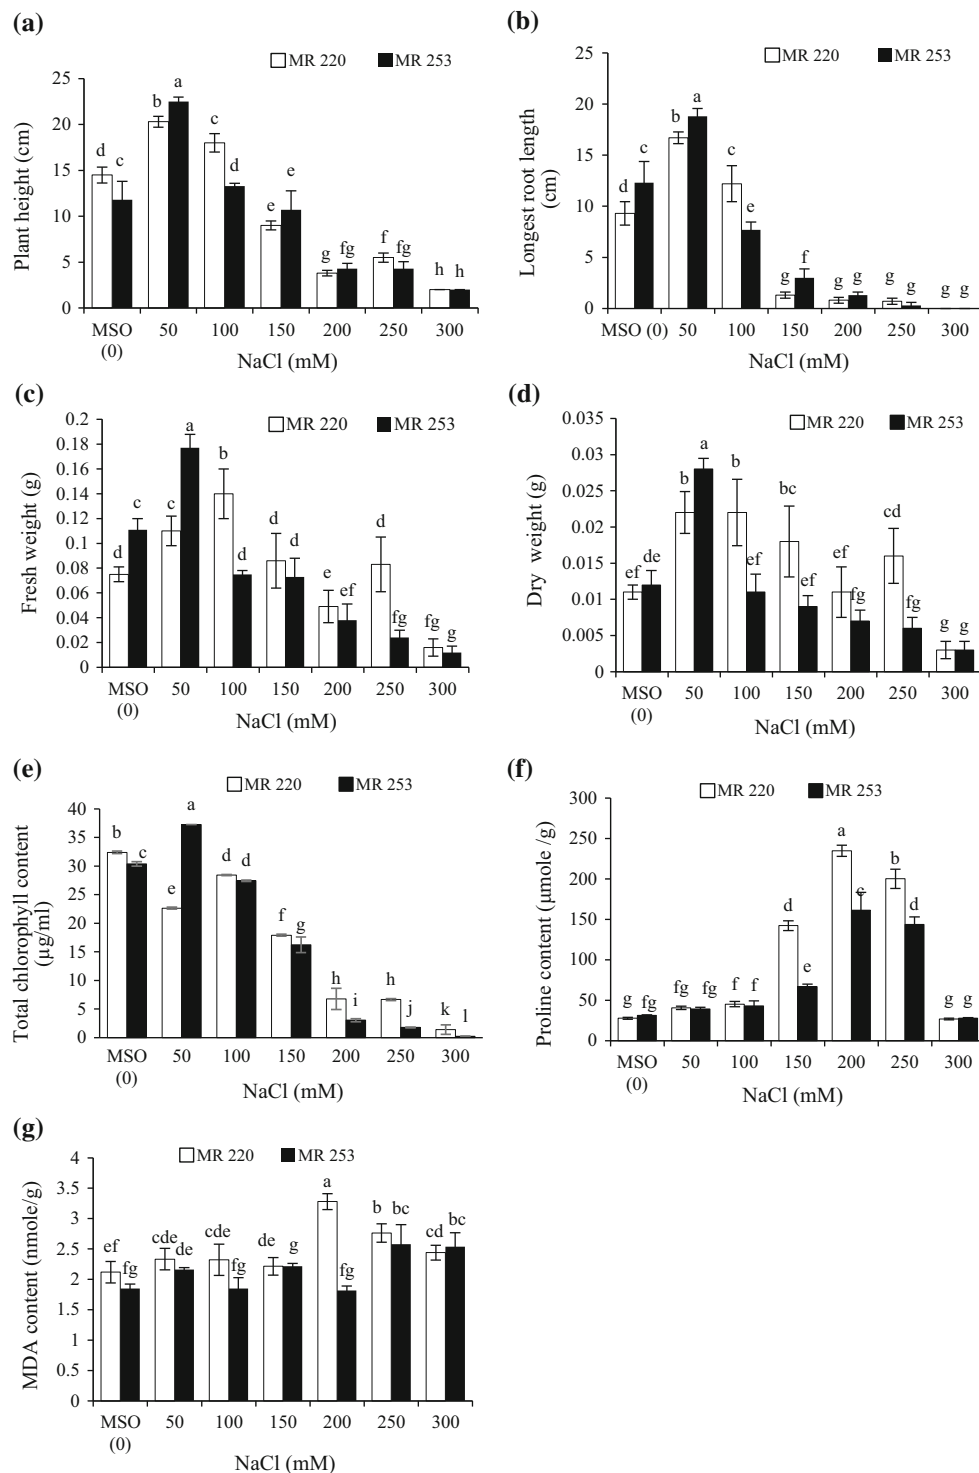 (a)
MR 220 MR 253
Plant height (cm)
25
20
15
10
5
0
d c b a c d e e g fg f fg h h
MSO (0) 50 100 150 200 250 300
NaCl (mM)
(b)
MR 220 MR 253
Longest root length (cm)
25
20
15
10
5
0
d c b a c e g f g g g g g g
MSO (0) 50 100 150 200 250 300
NaCl (mM)
(c)
MR 220 MR 253
Fresh weight (g)
0.2
0.18
0.16
0.14
0.12
0.1
0.08
0.06
0.04
0.02
0
d c c a b d d d e ef d fg fg g
MSO (0) 50 100 150 200 250 300
NaCl (mM)
(d)
MR 220 MR 253
Dry weight (g)
0.035
0.03
0.025
0.02
0.015
0.01
0.005
0
ef de b a b ef bc ef ef fg cd fg g g
MSO (0) 50 100 150 200 250 300
NaCl (mM)
(e)
MR 220 MR 253
Total chlorophyll content (µg/ml)
40
35
30
25
20
15
10
5
0
b c e a d d f g h i h j k l
MSO (0) 50 100 150 200 250 300
NaCl (mM)
(f)
MR 220 MR 253
Proline content (µmole /g)
300
250
200
150
100
50
0
g fg fg fg f f d e a c b d g g
MSO (0) 50 100 150 200 250 300
NaCl (mM)
(g)
MR 220 MR 253
MDA content (nmole/g)
4
3.5
3
2.5
2
1.5
1
0.5
0
ef fg cde de cde fg de g a fg b bc cd bc
MSO (0) 50 100 150 200 250 300
NaCl (mM)